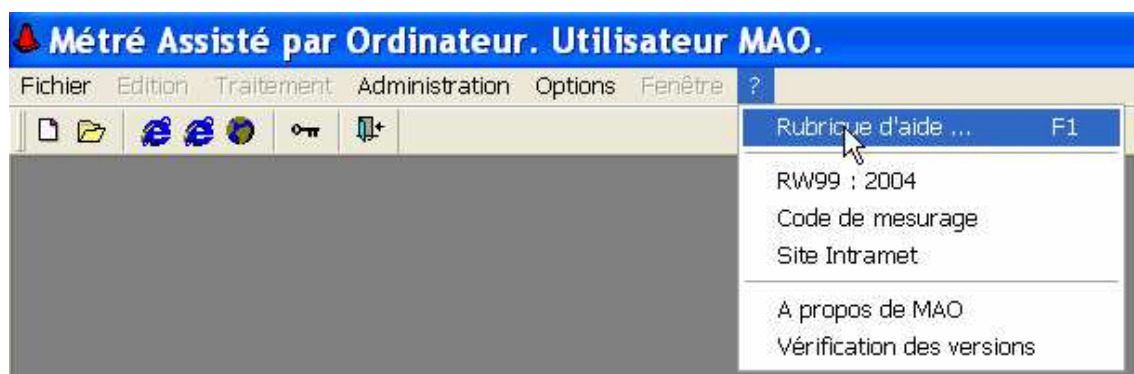 Métré Assisté par Ordinateur. Utilisateur MAO.
Fichier Edition Traitement Administration Options Fenêtre ?
Rubrique d'aide ... F1
RW99 : 2004
Code de mesurage
Site Intramet
A propos de MAO
Vérification des versions